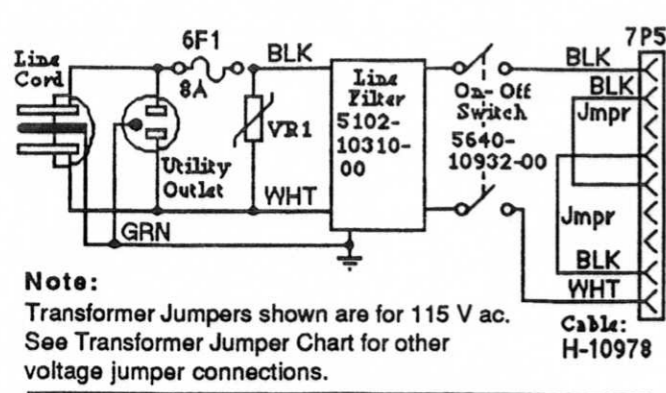 6F1
7P5
Line
Cord
BLK
BLK
8A
Line
Filter
5102-
10310-
00
On-Off
Switch
5640-
10932-00
BLK
Jmpr
VR1
Utility
Outlet
WHT
Jmpr
GRN
BLK
WHT
Note:
Transformer Jumpers shown are for 115 V ac.
See Transformer Jumper Chart for other
voltage jumper connections.
Cable:
H-10978